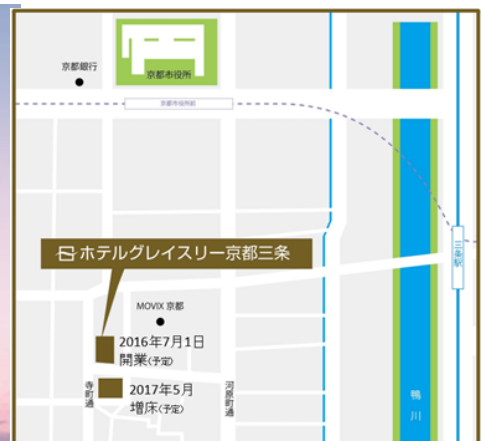 京都銀行
京都市役所
京都市役所前
三条駅
ホテルグレイスリー京都三条
MOVIX 京都
2016年7月1日
開業(予定)
2017年5月
増床(予定)
寺町通
河原町通
鴨川